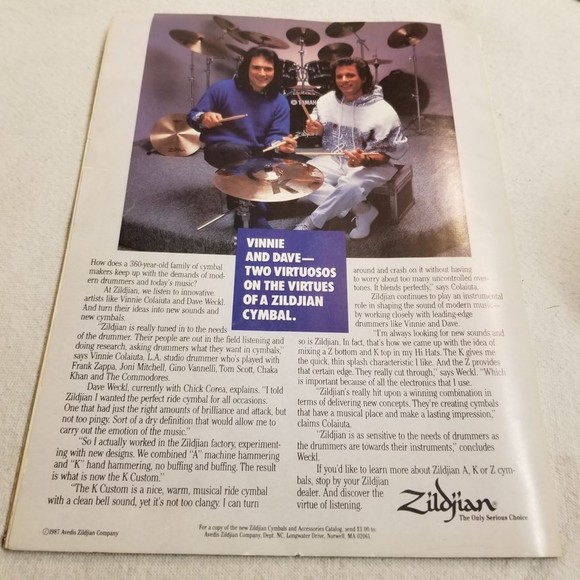 YAMAHA
K
VINNIE
AND DAVE—
TWO VIRTUOSOS
ON THE VIRTUES
OF A ZILDJIAN
CYMBAL.
How does a 360-year-old family of cymbal
makers keep up with the demands of mod-
ern drummers and today's music?
At Zildjian, we listen to innovative
artists like Vinnie Colaiuta and Dave Weckl.
And turn their ideas into new sounds and
new cymbals.
"Zildjian is really tuned in to the needs
of the drummer. Their people are out in the field listening and
doing research, asking drummers what they want in cymbals,"
says Vinnie Colaiuta, L.A. studio drummer who's played with
Frank Zappa, Joni Mitchell, Gino Vannelli, Tom Scott, Chaka
Khan and The Commodores.
Dave Weckl, currently with Chick Corea, explains. "I told
Zildjian I wanted the perfect ride cymbal for all occasions.
One that had just the right amounts of brilliance and attack, but
not too pingy. Sort of a dry definition that would allow me to
carry out the emotion of the music."
"So I actually worked in the Zildjian factory, experiment-
ing with new designs. We combined "A" machine hammering
and "K" hand hammering, no buffing and buffing. The result
is what is now the K Custom."
"The K Custom is a nice, warm, musical ride cymbal
with a clean bell sound, yet it's not too clangy. I can turn
around and crash on it without having
to worry about too many uncontrolled over-
tones. It blends perfectly," says Colaiuta.
Zildjian continues to play an instrumental
role in shaping the sound of modern music—
by working closely with leading-edge
drummers like Vinnie and Dave.
"I'm always looking for new sounds and
so is Zildjian. In fact, that's how we came up with the idea of
mixing a Z bottom and K top in my Hi Hats. The K gives me
the quick, thin splash characteristic I like. And the Z provides
that certain edge. They really cut through," says Weckl. "Which
is important because of all the electronics that I use.
"Zildjian's really hit upon a winning combination in
terms of delivering new concepts. They're creating cymbals
that have a musical place and make a lasting impression,"
claims Colaiuta.
"Zildjian is as sensitive to the needs of drummers as
the drummers are towards their instruments," concludes
Weckl.
If you'd like to learn more about Zildjian A, K or Z cym-
bals, stop by your Zildjian
dealer. And discover the
virtue of listening.
Zildjian®
The Only Serious Choice
©1987 Avedis Zildjian Company
For a copy of the new Zildjian Cymbals and Accessories Catalog, send $3.00 to
Avedis Zildjian Company, Dept. NC, Longwater Drive, Norwell, MA 02061.